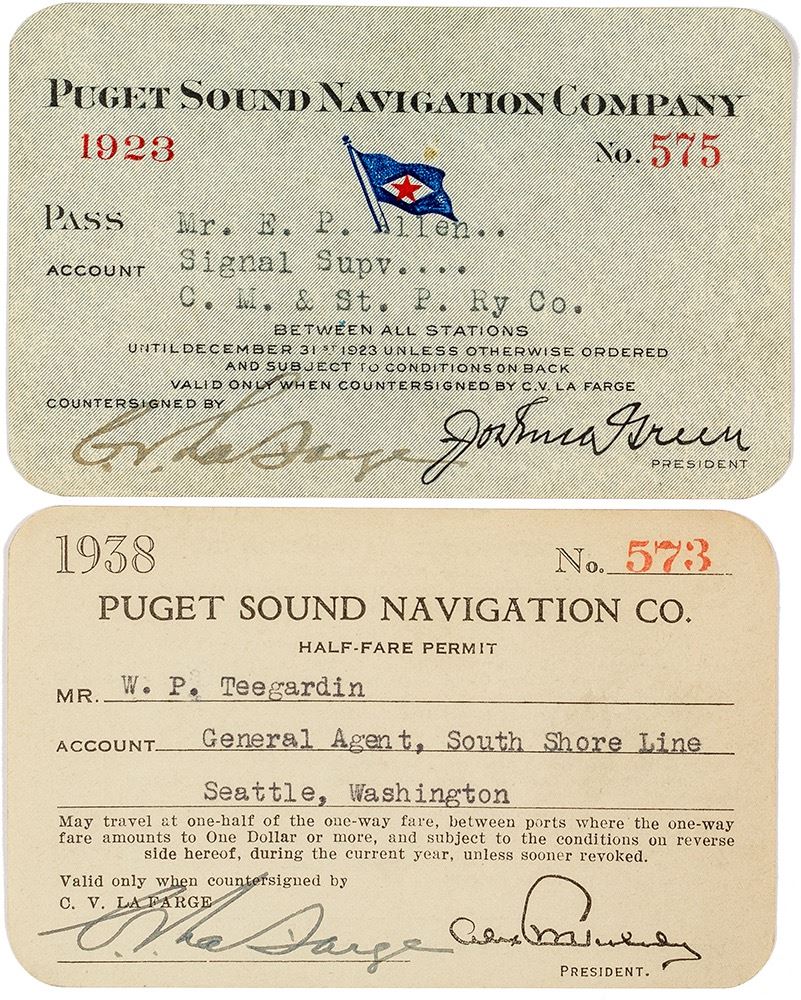 PUGET SOUND NAVIGATION COMPANY
1923 No. 575
PASS Mr. E. P. Allen..
ACCOUNT Signal Supv....
C. M. & St. P. Ry Co.
BETWEEN ALL STATIONS
UNTIL DECEMBER 31ST 1923 UNLESS OTHERWISE ORDERED
AND SUBJECT TO CONDITIONS ON BACK
VALID ONLY WHEN COUNTERSIGNED BY C.V. LA FARGE
COUNTERSIGNED BY
C.V. La Farge Joshua Green
PRESIDENT
1938 No. 573
PUGET SOUND NAVIGATION CO.
HALF-FARE PERMIT
MR. W. P. Teegardin
ACCOUNT General Agent, South Shore Line
Seattle, Washington
May travel at one-half of the one-way fare, between ports where the one-way
fare amounts to One Dollar or more, and subject to the conditions on reverse
side hereof, during the current year, unless sooner revoked.
Valid only when countersigned by
C. V. LA FARGE
C.V. La Farge
PRESIDENT.